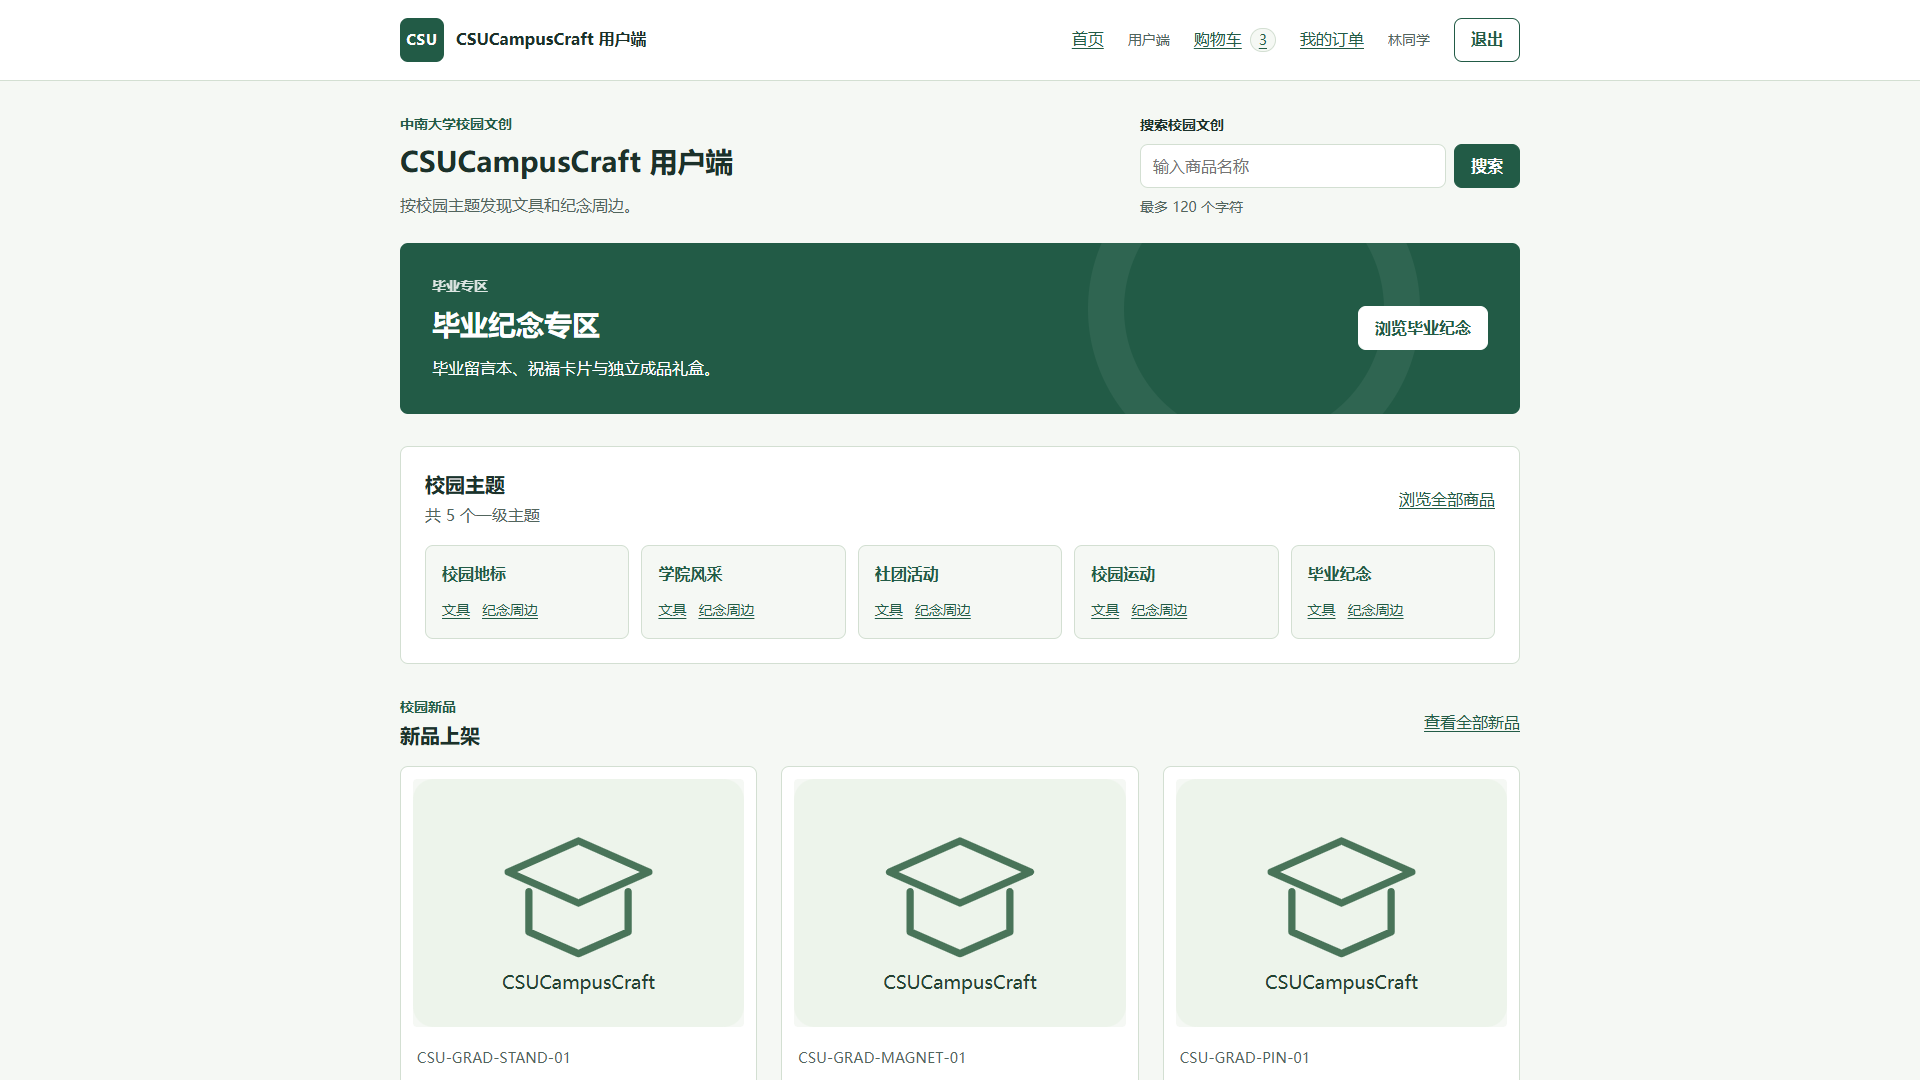 CSU CSUCampusCraft 用户端 首页 用户端 购物车 3 我的订单 林同学 退出
中南大学校园文创
CSUCampusCraft 用户端
按校园主题发现文具和纪念周边。
搜索校园文创
输入商品名称 搜索
最多 120 个字符
毕业专区
毕业纪念专区
毕业留言本、祝福卡片与独立成品礼盒。
浏览毕业纪念
校园主题
共 5 个一级主题
浏览全部商品
校园地标
文具 纪念周边
学院风采
文具 纪念周边
社团活动
文具 纪念周边
校园运动
文具 纪念周边
毕业纪念
文具 纪念周边
校园新品
新品上架
查看全部新品
CSUCampusCraft
CSU-GRAD-STAND-01
CSUCampusCraft
CSU-GRAD-MAGNET-01
CSUCampusCraft
CSU-GRAD-PIN-01